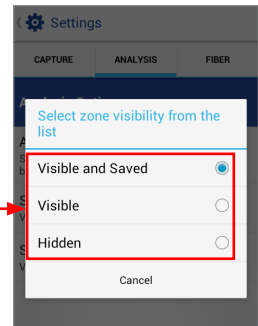 Settings
CAPTURE ANALYSIS FIBER
Select zone visibility from the
list
Visible and Saved
Visible
Hidden
Cancel